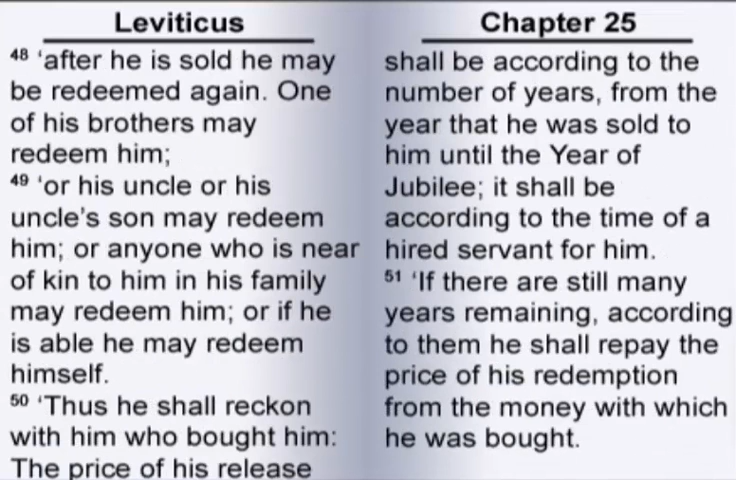 Leviticus
48 ‘after he is sold he may
be redeemed again. One
of his brothers may
redeem him;
49 ‘or his uncle or his
uncle’s son may redeem
him; or anyone who is near
of kin to him in his family
may redeem him; or if he
is able he may redeem
himself.
50 ‘Thus he shall reckon
with him who bought him:
The price of his release
Chapter 25
shall be according to the
number of years, from the
year that he was sold to
him until the Year of
Jubilee; it shall be
according to the time of a
hired servant for him.
51 ‘If there are still many
years remaining, according
to them he shall repay the
price of his redemption
from the money with which
he was bought.